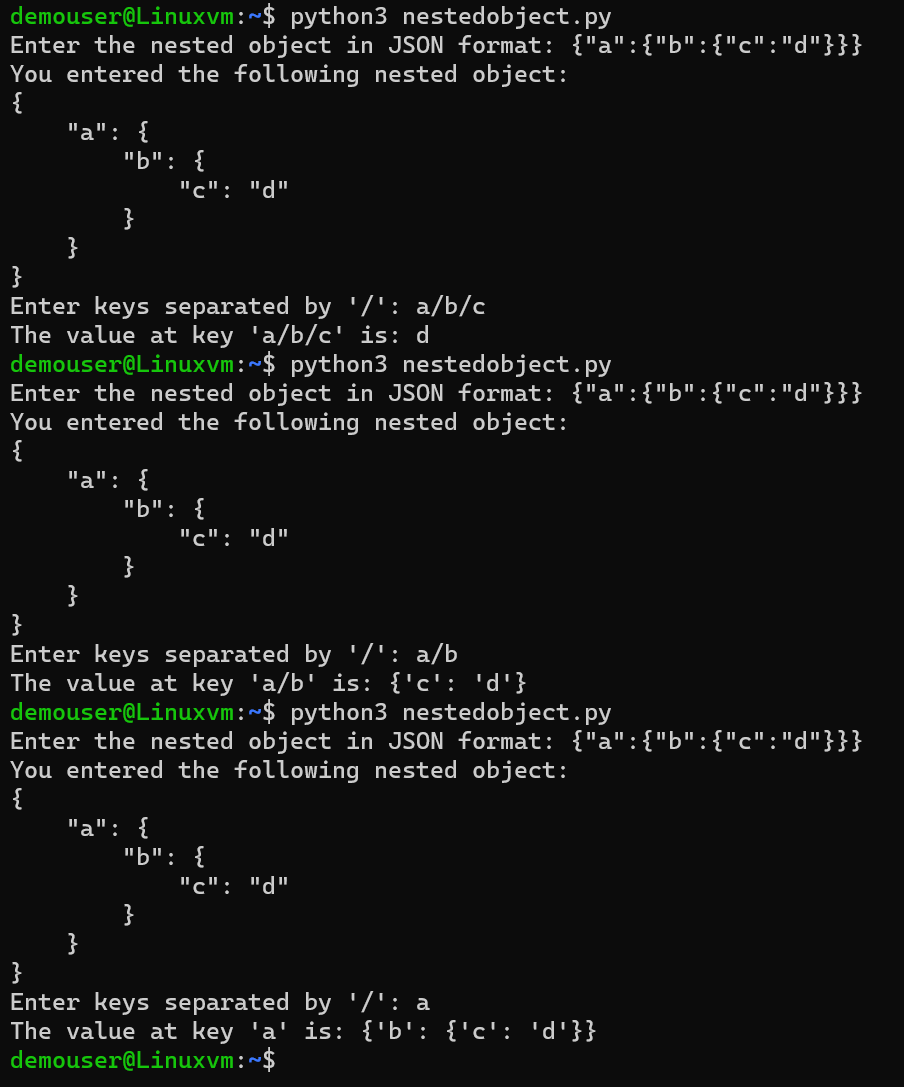 demouser@Linuxvm:~$ python3 nestedobject.py
Enter the nested object in JSON format: {"a":{"b":{"c":"d"}}}
You entered the following nested object:
{
    "a": {
        "b": {
            "c": "d"
        }
    }
}
Enter keys separated by '/': a/b/c
The value at key 'a/b/c' is: d
demouser@Linuxvm:~$ python3 nestedobject.py
Enter the nested object in JSON format: {"a":{"b":{"c":"d"}}}
You entered the following nested object:
{
    "a": {
        "b": {
            "c": "d"
        }
    }
}
Enter keys separated by '/': a/b
The value at key 'a/b' is: {'c': 'd'}
demouser@Linuxvm:~$ python3 nestedobject.py
Enter the nested object in JSON format: {"a":{"b":{"c":"d"}}}
You entered the following nested object:
{
    "a": {
        "b": {
            "c": "d"
        }
    }
}
Enter keys separated by '/': a
The value at key 'a' is: {'b': {'c': 'd'}}
demouser@Linuxvm:~$